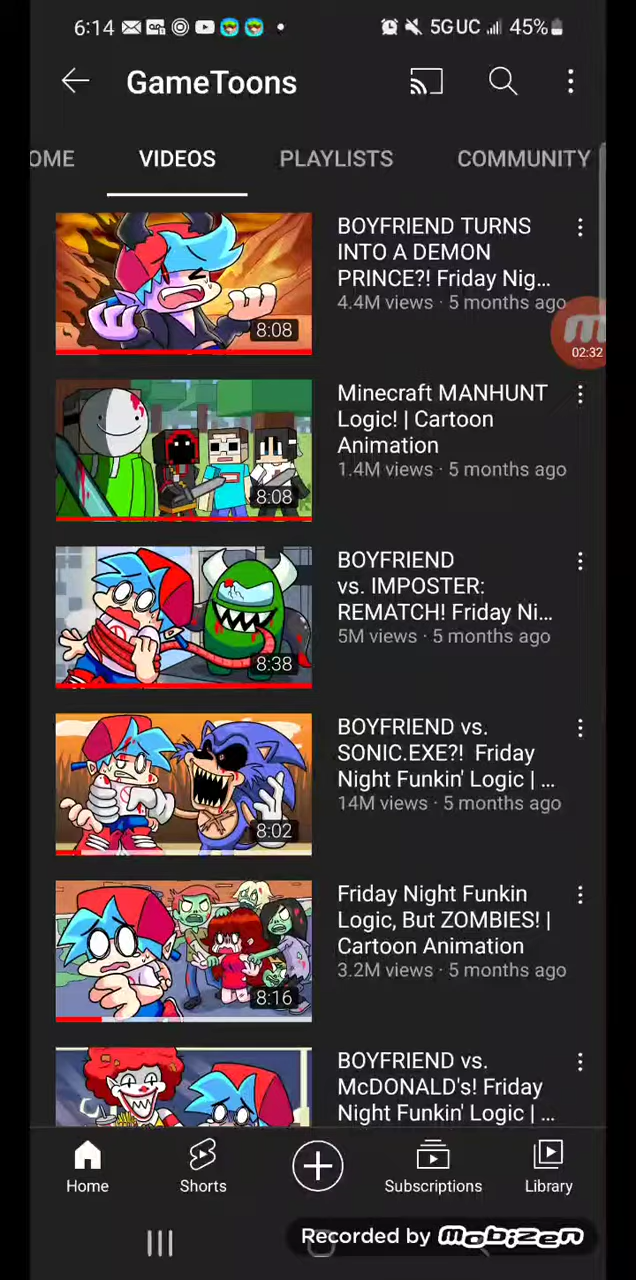 6:14 5GUC 45%
GameToons
OME VIDEOS PLAYLISTS COMMUNITY
BOYFRIEND TURNS
INTO A DEMON
PRINCE?! Friday Nig...
4.4M views · 5 months ago
8:08
02:32
Minecraft MANHUNT
Logic! | Cartoon
Animation
1.4M views · 5 months ago
8:08
BOYFRIEND
vs. IMPOSTER:
REMATCH! Friday Ni...
5M views · 5 months ago
8:38
BOYFRIEND vs.
SONIC.EXE?! Friday
Night Funkin' Logic | ...
14M views · 5 months ago
8:02
Friday Night Funkin
Logic, But ZOMBIES! |
Cartoon Animation
3.2M views · 5 months ago
8:16
BOYFRIEND vs.
McDONALD's! Friday
Night Funkin' Logic | ...
Home Shorts Subscriptions Library
Recorded by Mobizen